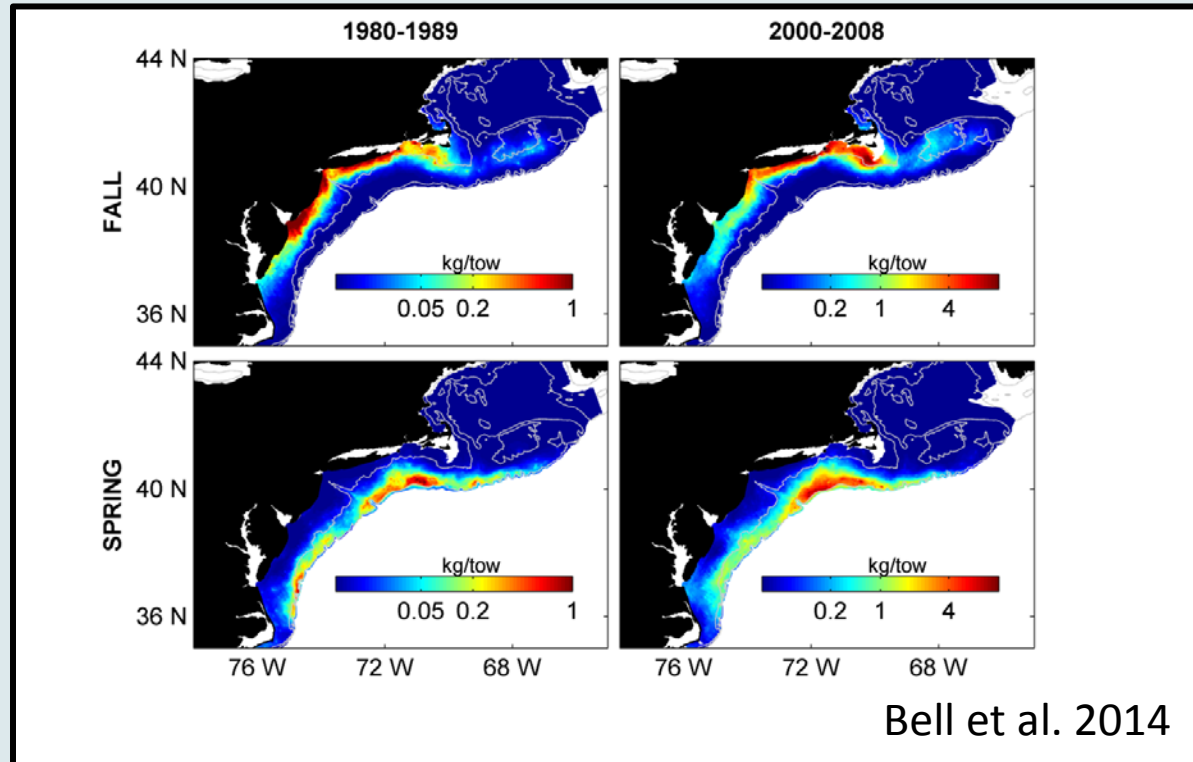 1980-1989 2000-2008
44 N
FALL
40 N
kg/tow kg/tow
0.05 0.2 1 0.2 1 4
36 N
44 N
SPRING
40 N
kg/tow kg/tow
0.05 0.2 1 0.2 1 4
36 N
76 W 72 W 68 W 76 W 72 W 68 W
Bell et al. 2014